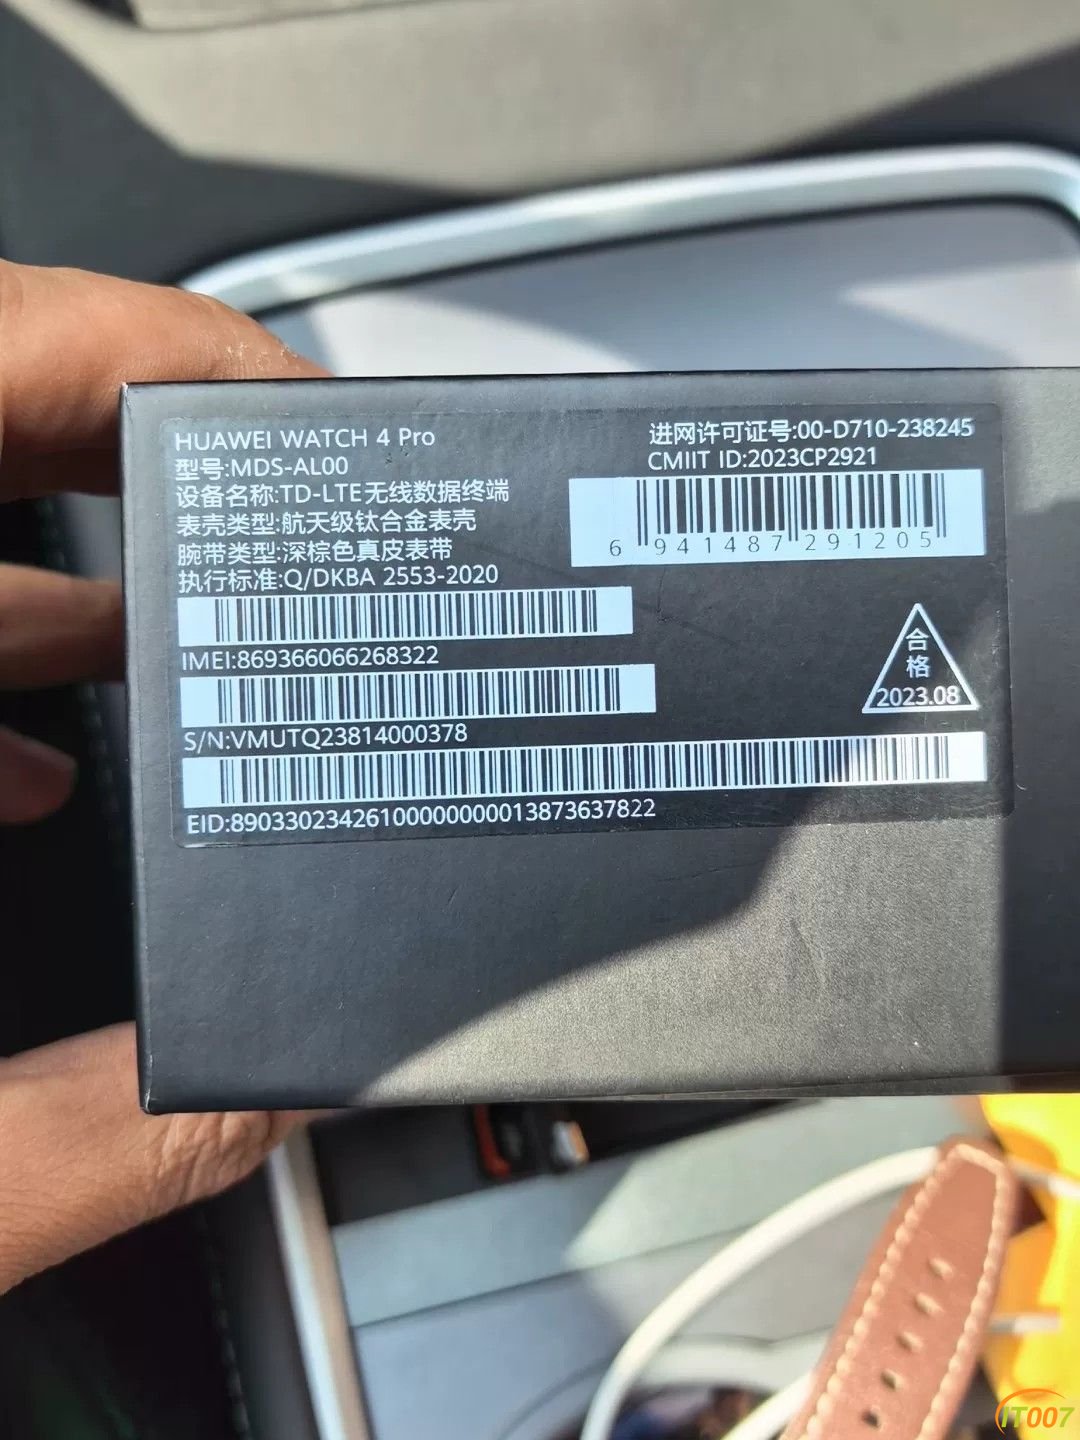 HUAWEI WATCH 4 Pro
型号:MDS-AL00
设备名称:TD-LTE无线数据终端
表壳类型:航天级钛合金表壳
腕带类型:深棕色真皮表带
执行标准:Q/DKBA 2553-2020
IMEI:869366066268322
S/N:VMUTQ23814000378
EID:89033023426100000000013873637822
进网许可证号:00-D710-238245
CMIIT ID:2023CP2921
6 941487 291205
合
格
2023.08
IT007